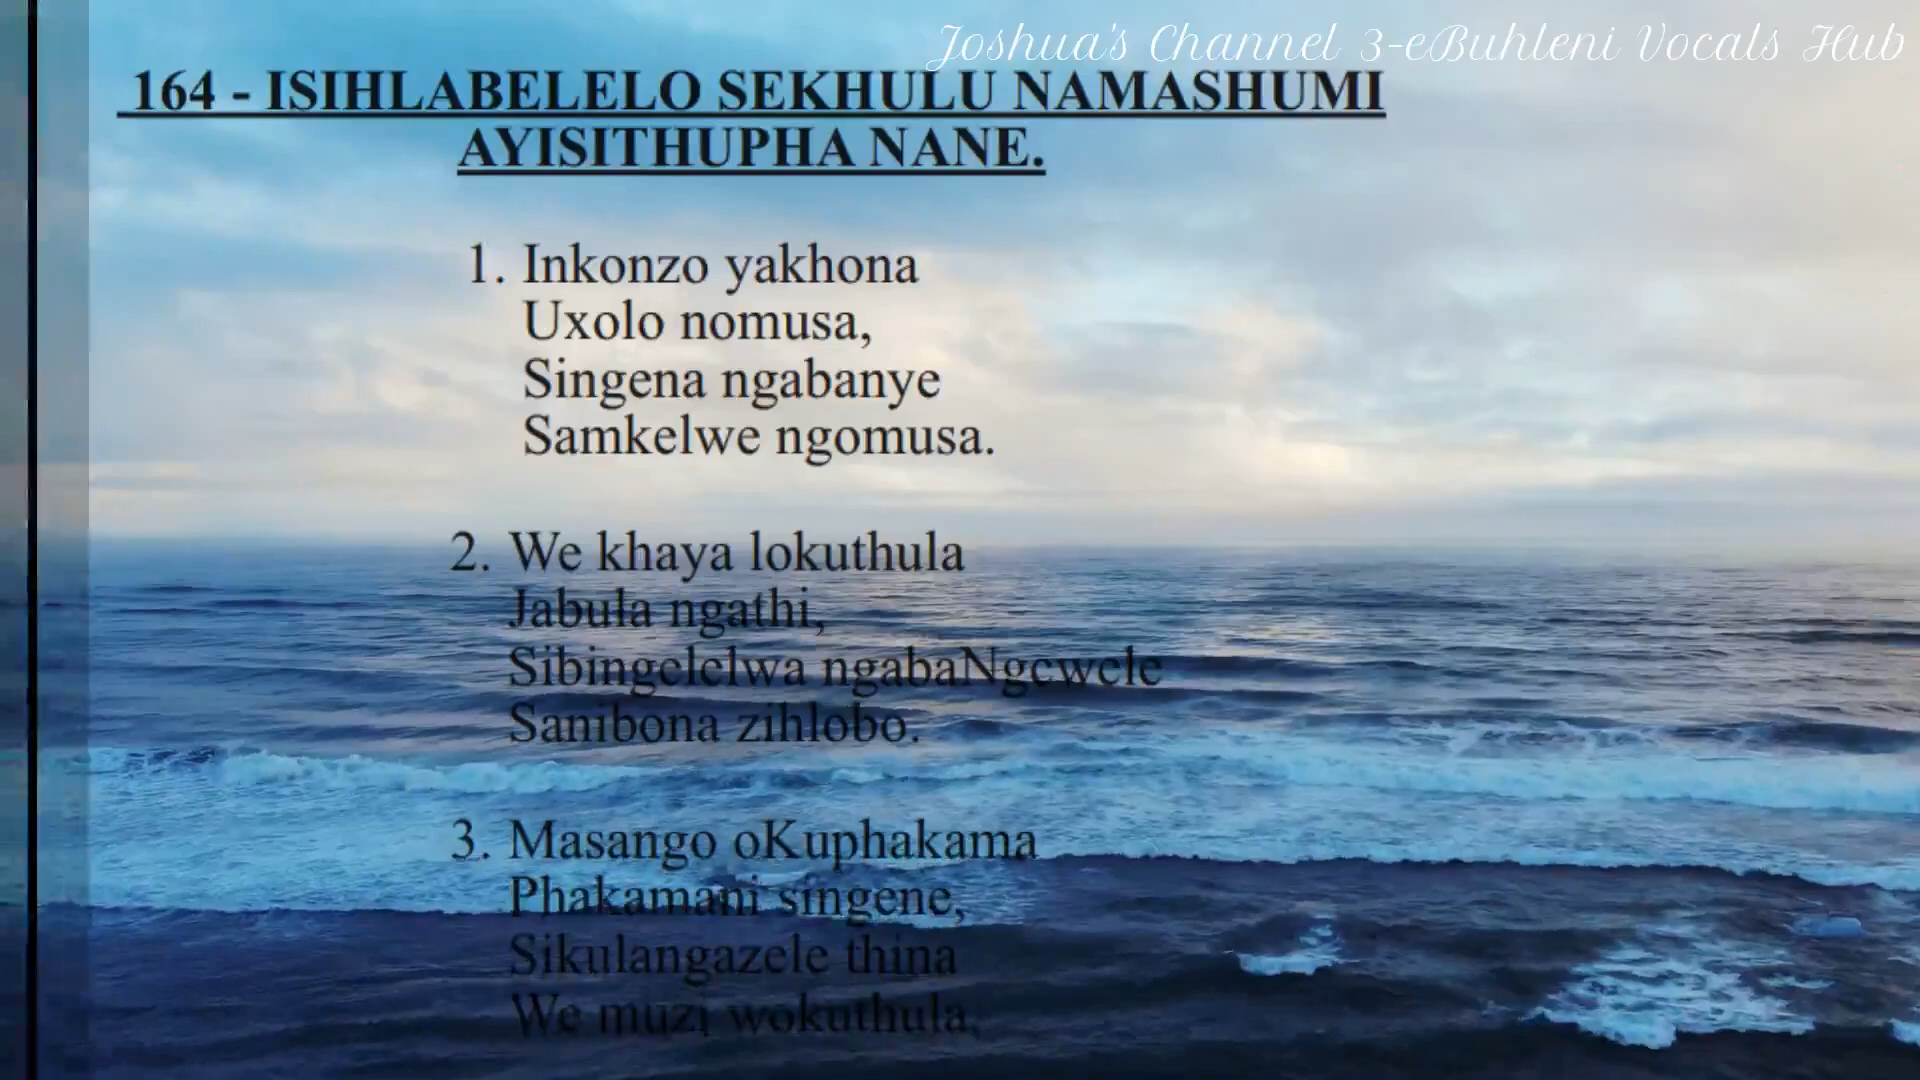 Joshua's Channel 3-eBuhleni Vocals Hub
164 - ISIHLABELELO SEKHULU NAMASHUMI
AYISITHUPHA NANE.
1. Inkonzo yakhona
Uxolo nomusa,
Singena ngabanye
Samkelwe ngomusa.
2. We khaya lokuthula
Jabula ngathi,
Sibingelelwa ngabaNgcwele
Sanibona zihlobo.
3. Masango oKuphakama
Phakamani singene,
Sikulangazele thina
We muzi wokuthula.